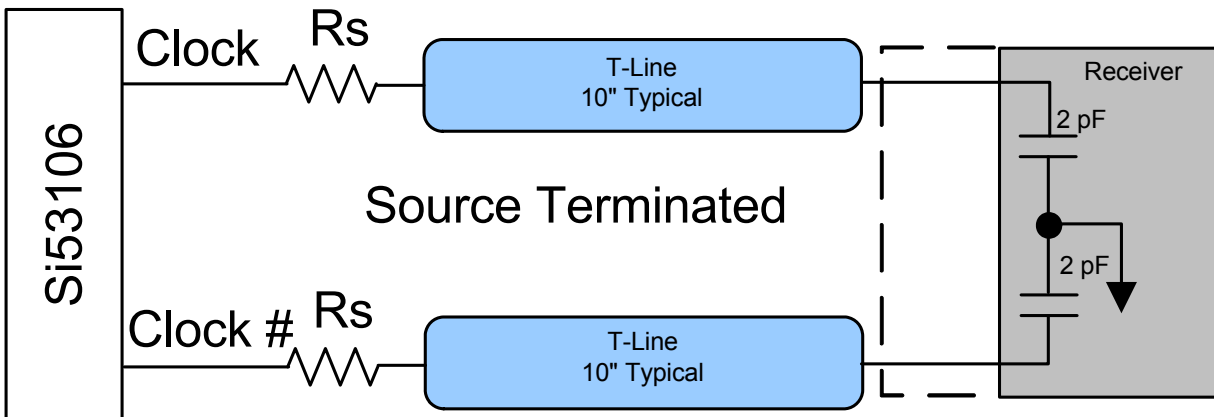 Si53106
Clock
Rs
T-Line
10" Typical
Receiver
2 pF
Source Terminated
2 pF
Clock #
Rs
T-Line
10" Typical